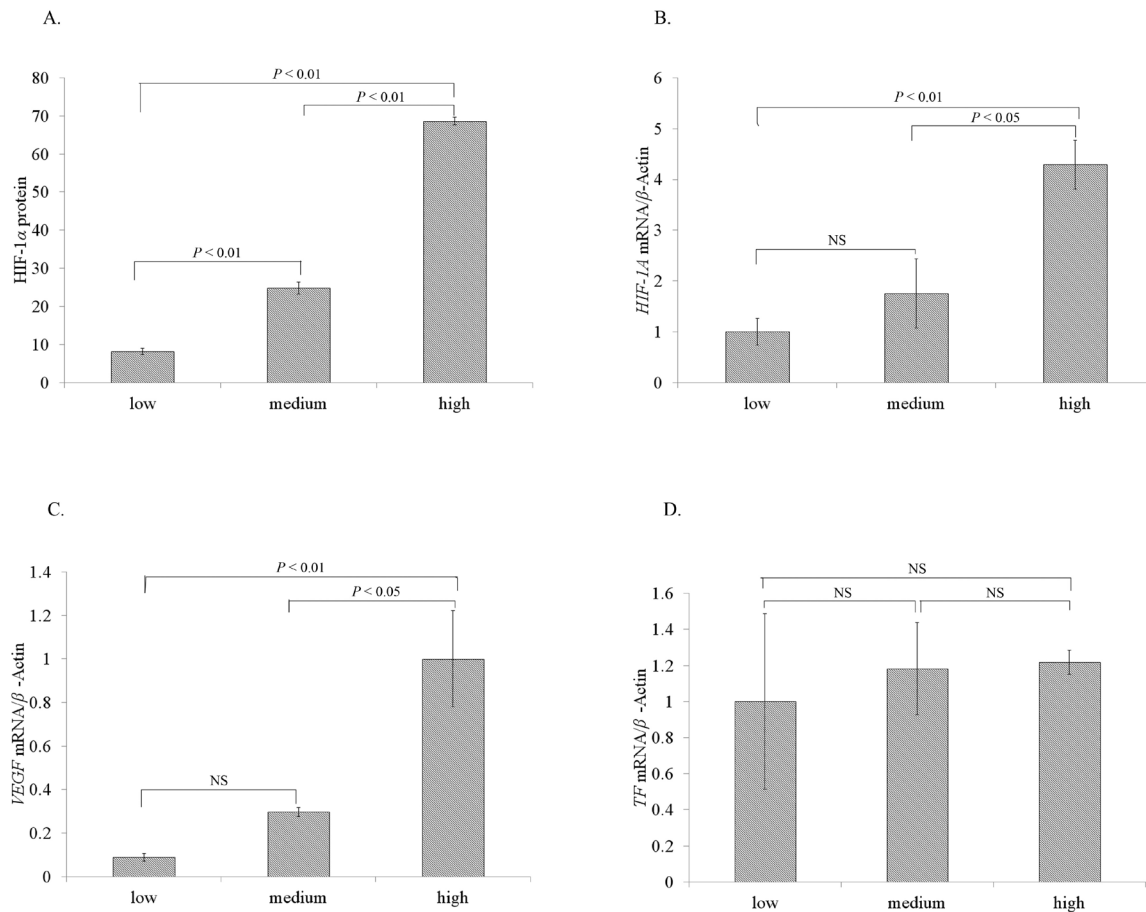 A.
P < 0.01
P < 0.01
P < 0.01
80
70
60
50
40
30
20
10
0
HIF-1α protein
low medium high
B.
P < 0.01
P < 0.05
NS
6
5
4
3
2
1
0
HIF-1A mRNA/β-Actin
low medium high
C.
P < 0.01
P < 0.05
NS
1.4
1.2
1
0.8
0.6
0.4
0.2
0
VEGF mRNA/β -Actin
low medium high
D.
NS
NS NS
1.6
1.4
1.2
1
0.8
0.6
0.4
0.2
0
TF mRNA/β -Actin
low medium high